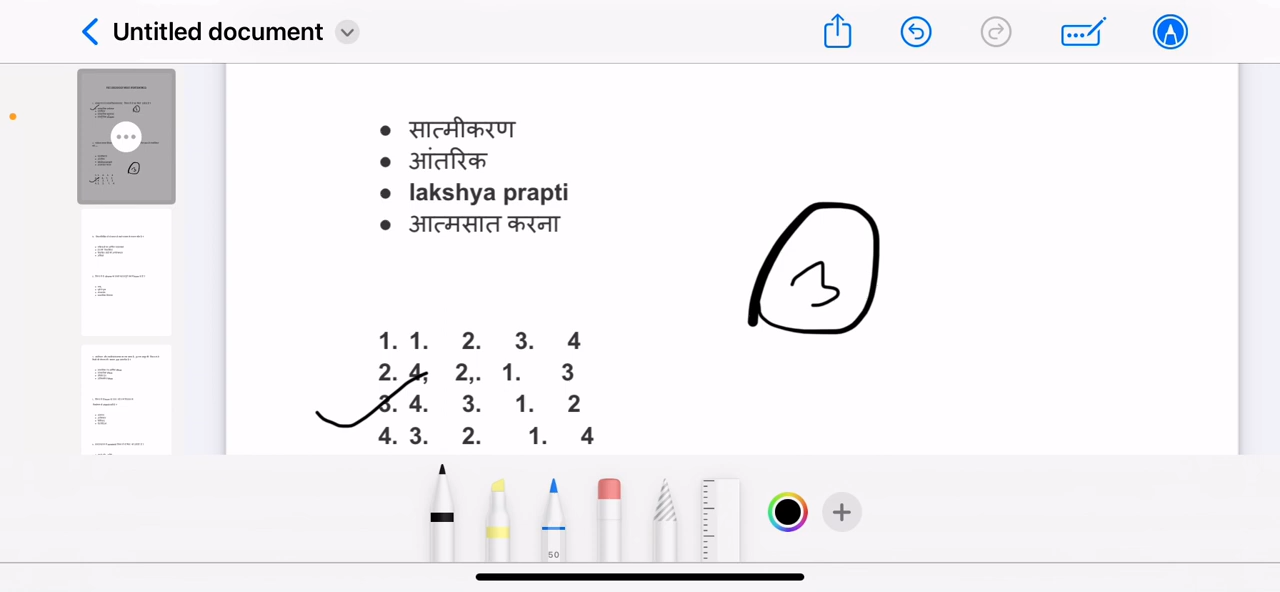 Untitled document
• सात्मीकरण
• आंतरिक
• lakshya prapti
• आत्मसात करना
3
1. 1. 2. 3. 4
2. 4, 2,. 1. 3
3. 4. 3. 1. 2
4. 3. 2. 1. 4
50